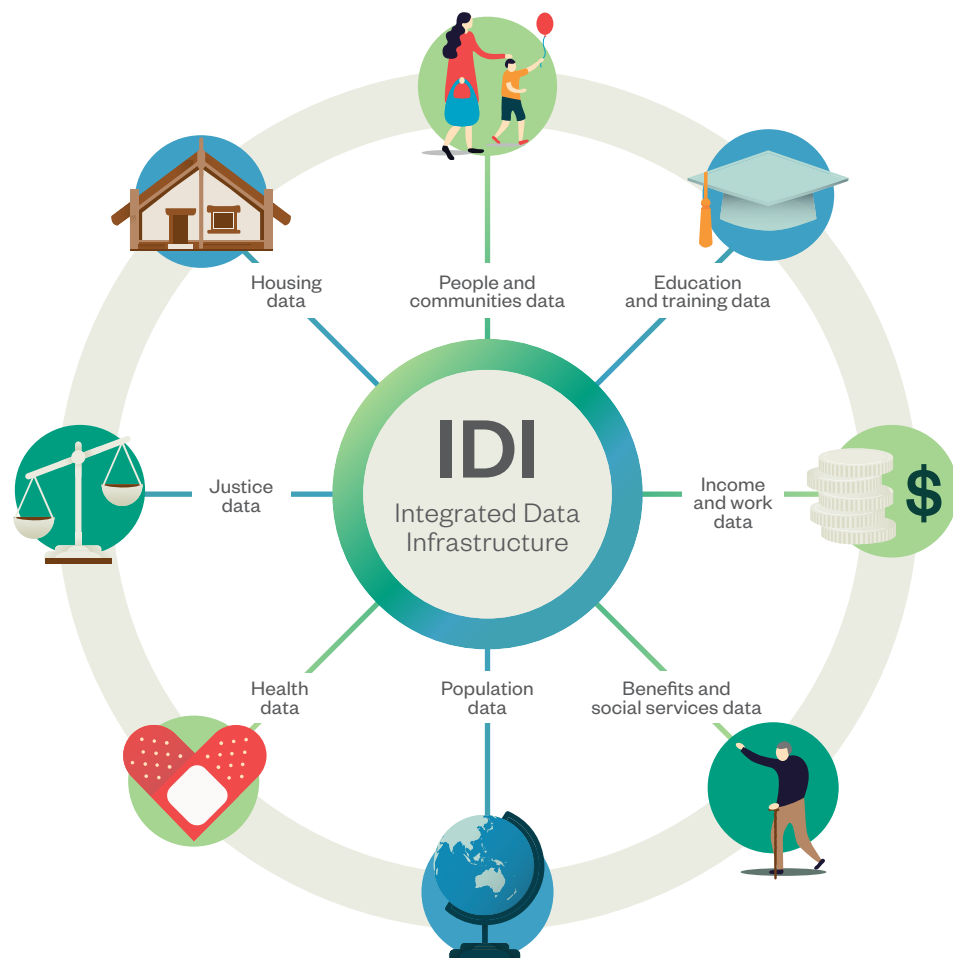 Housing
data
People and
communities data
Education
and training data
IDI
Integrated Data
Infrastructure
Justice
data
Income
and work
data
$
Health
data
Population
data
Benefits and
social services data